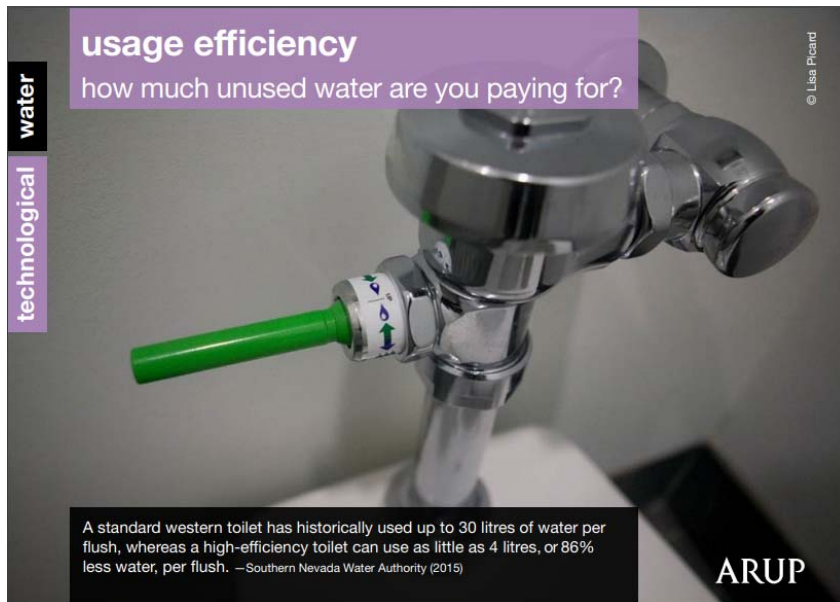 usage efficiency
how much unused water are you paying for?
water
technological
© Lisa Picard
A standard western toilet has historically used up to 30 litres of water per
flush, whereas a high-efficiency toilet can use as little as 4 litres, or 86%
less water, per flush. —Southern Nevada Water Authority (2015)
ARUP